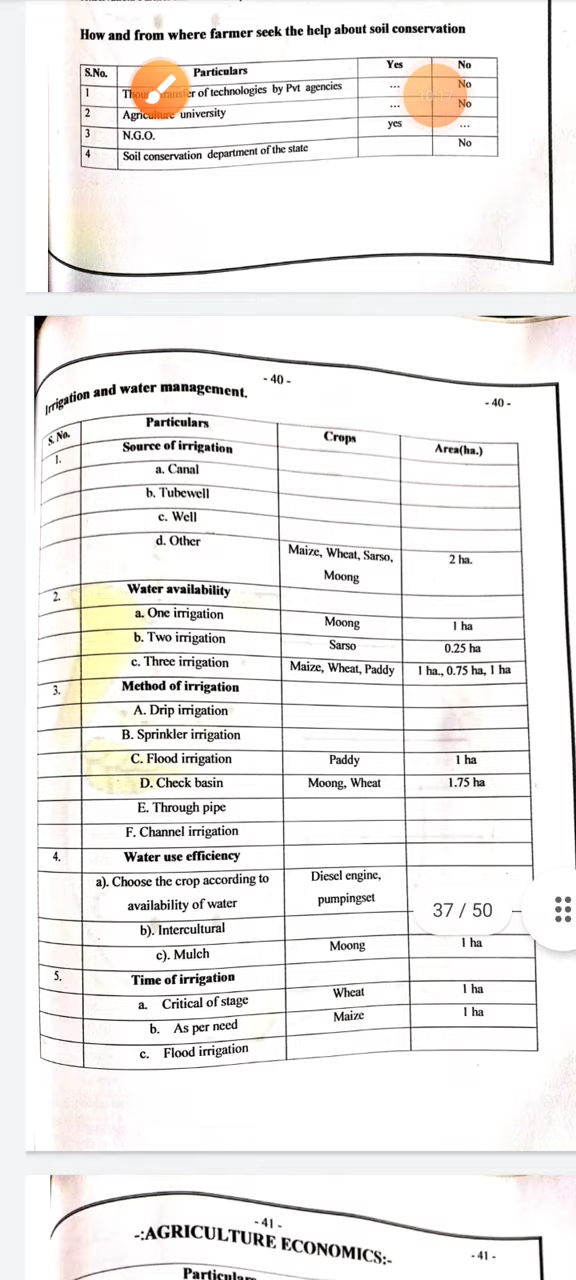 How and from where farmer seek the help about soil conservation
S.No. Particulars Yes No
1 of technologies by Pvt agencies ... No
2 Agriculture university ... No
3 N.G.O. yes ...
4 Soil conservation department of the state No
- 40 -
Irrigation and water management.
- 40 -
S. No. Particulars Crops Area(ha.)
1. Source of irrigation
a. Canal
b. Tubewell
c. Well
d. Other Maize, Wheat, Sarso, 2 ha.
Moong
2. Water availability
a. One irrigation Moong 1 ha
b. Two irrigation Sarso 0.25 ha
c. Three irrigation Maize, Wheat, Paddy 1 ha., 0.75 ha, 1 ha
3. Method of irrigation
A. Drip irrigation
B. Sprinkler irrigation
C. Flood irrigation Paddy 1 ha
D. Check basin Moong, Wheat 1.75 ha
E. Through pipe
F. Channel irrigation
4. Water use efficiency
a). Choose the crop according to Diesel engine,
availability of water pumpingset
37 / 50
b). Intercultural
c). Mulch Moong 1 ha
5. Time of irrigation
a. Critical of stage Wheat 1 ha
b. As per need Maize 1 ha
c. Flood irrigation
- 41 -
-:AGRICULTURE ECONOMICS:-
- 41 -